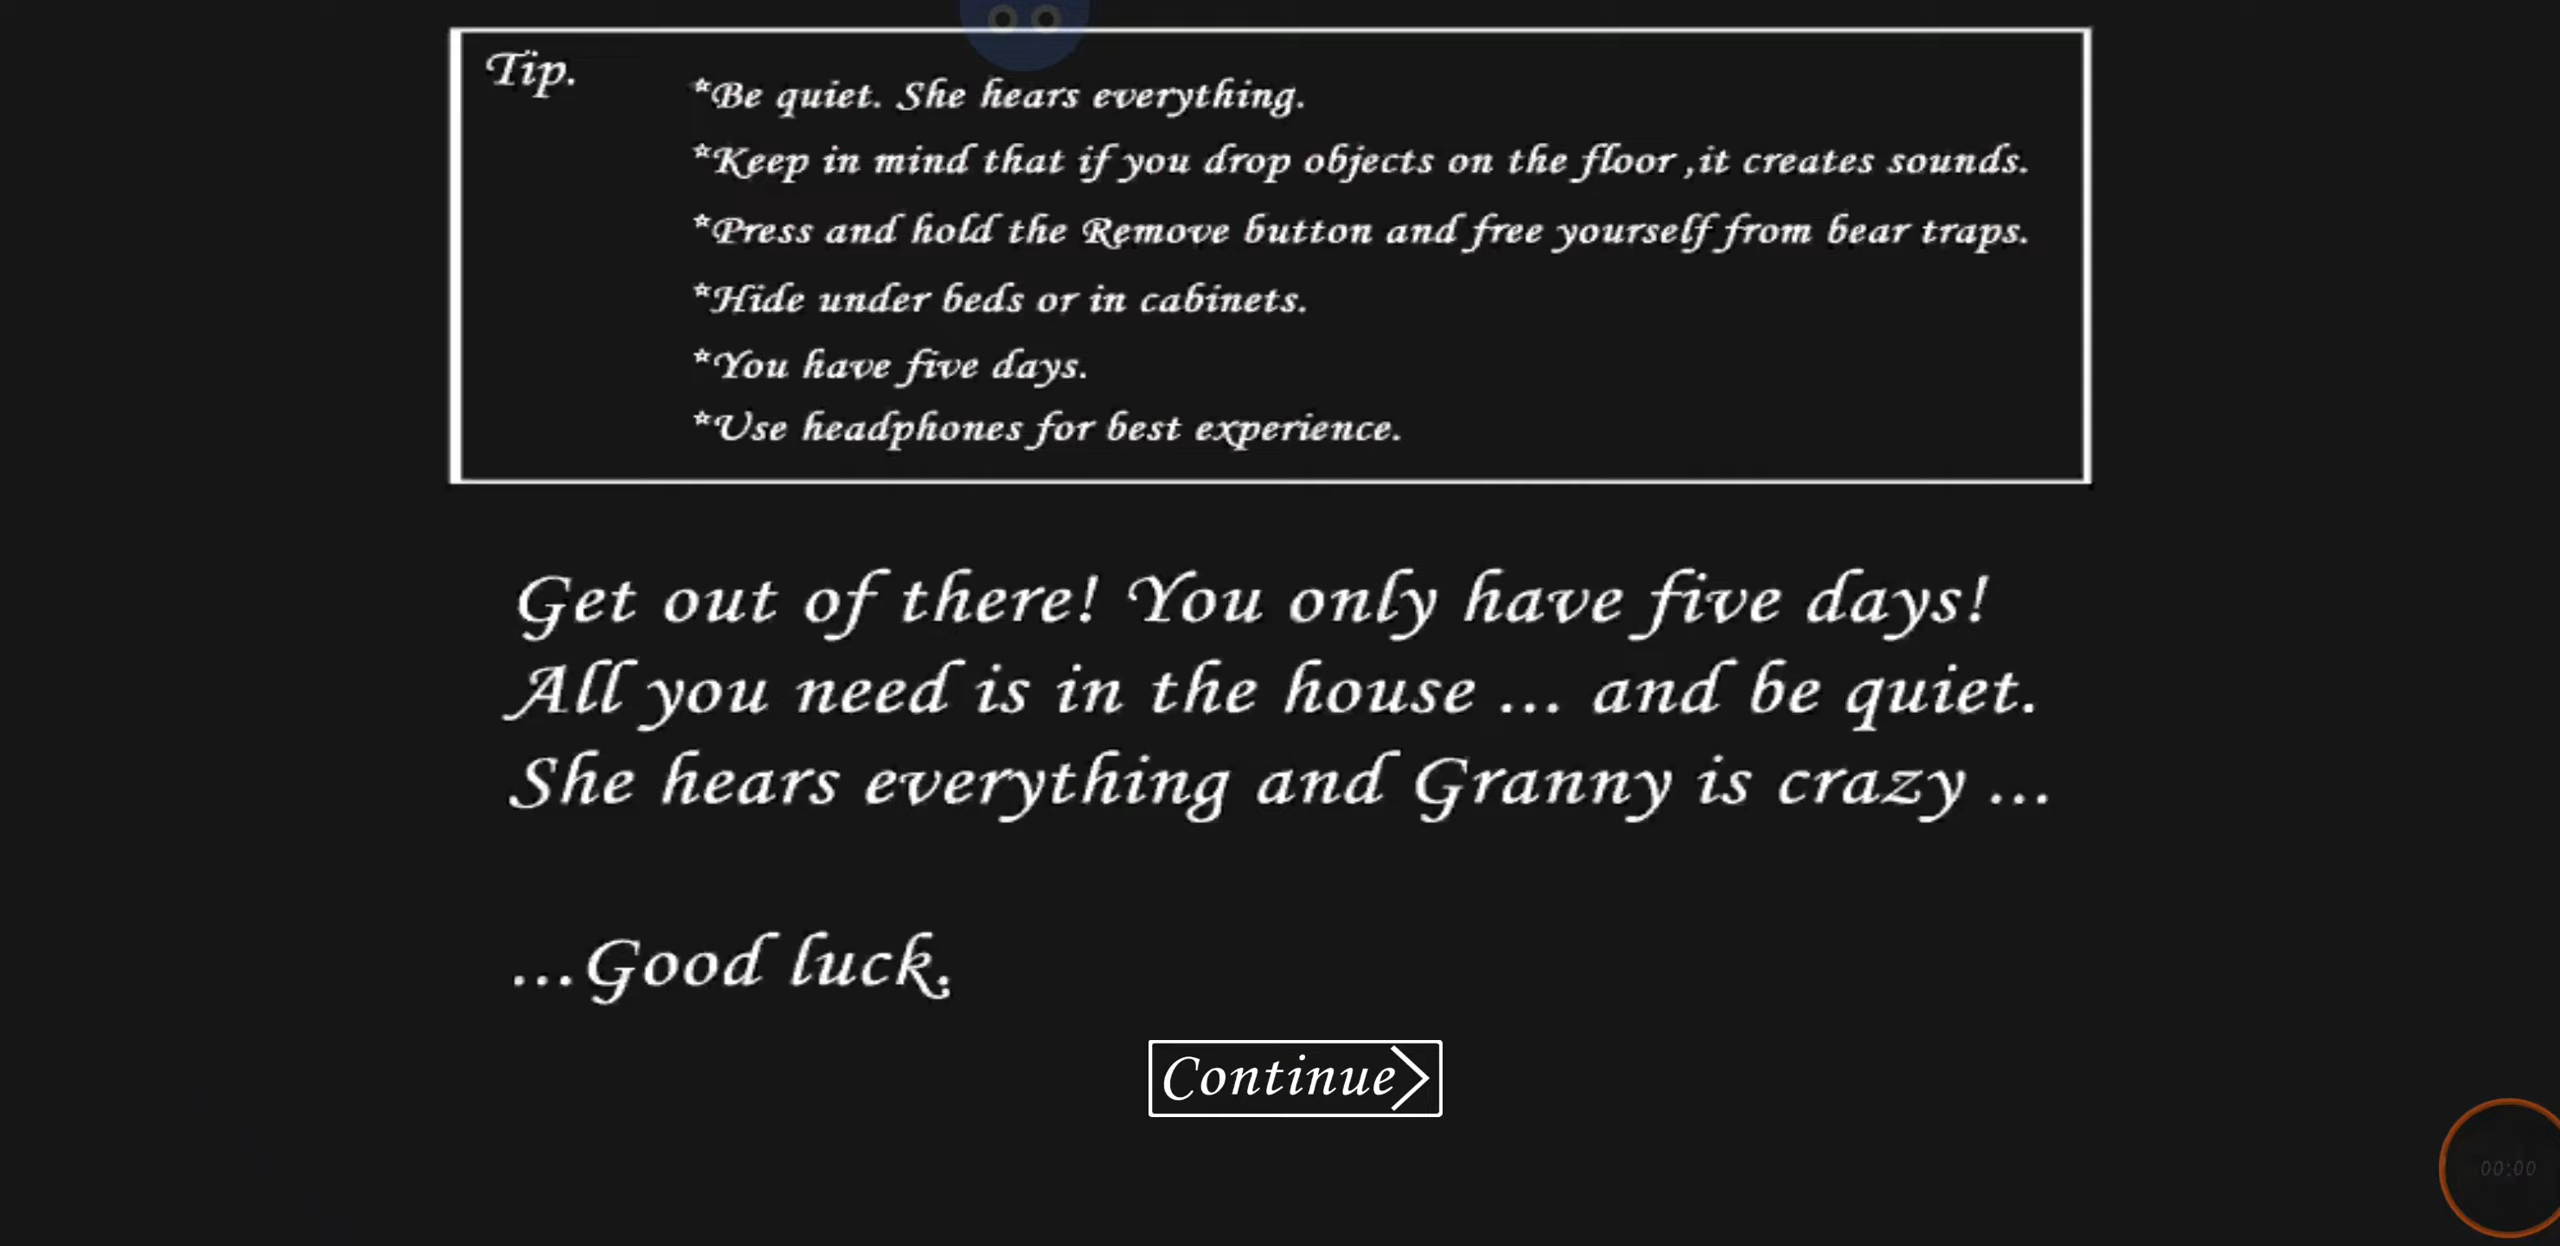 Tip.
*Be quiet. She hears everything.
*Keep in mind that if you drop objects on the floor ,it creates sounds.
*Press and hold the Remove button and free yourself from bear traps.
*Hide under beds or in cabinets.
*You have five days.
*Use headphones for best experience.
Get out of there! You only have five days!
All you need is in the house ... and be quiet.
She hears everything and Granny is crazy ...
...Good luck.
Continue>
00:00